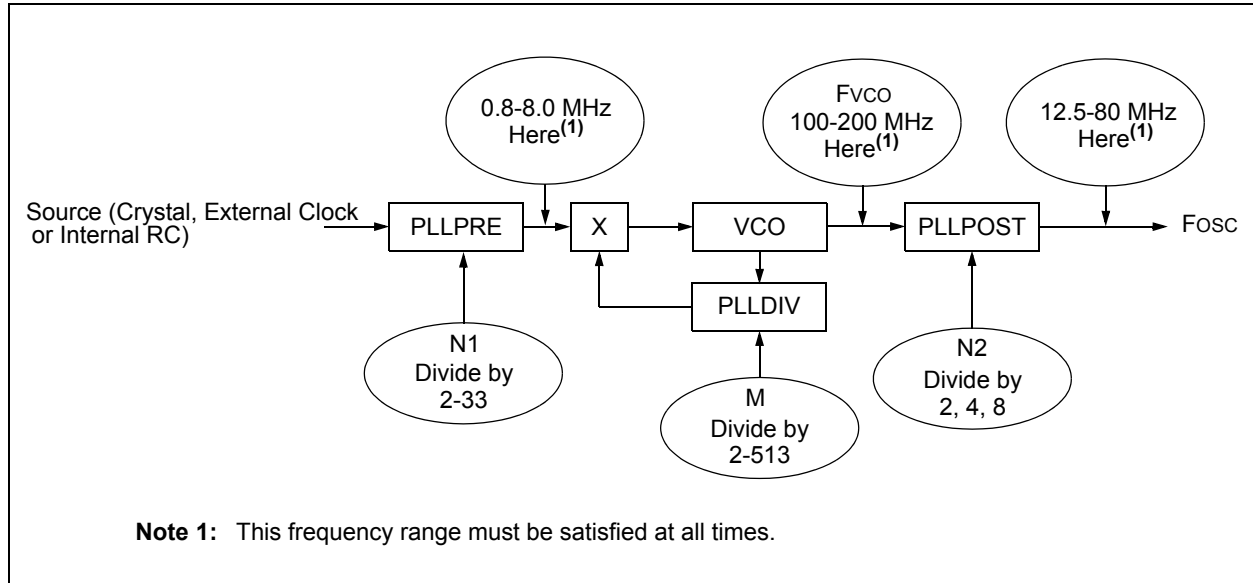 0.8-8.0 MHz
Here(1)
FVCO
100-200 MHz
Here(1)
12.5-80 MHz
Here(1)
Source (Crystal, External Clock
or Internal RC)
PLLPRE
X
VCO
PLLPOST
FOSC
PLLDIV
N1
Divide by
2-33
M
Divide by
2-513
N2
Divide by
2, 4, 8
Note 1: This frequency range must be satisfied at all times.